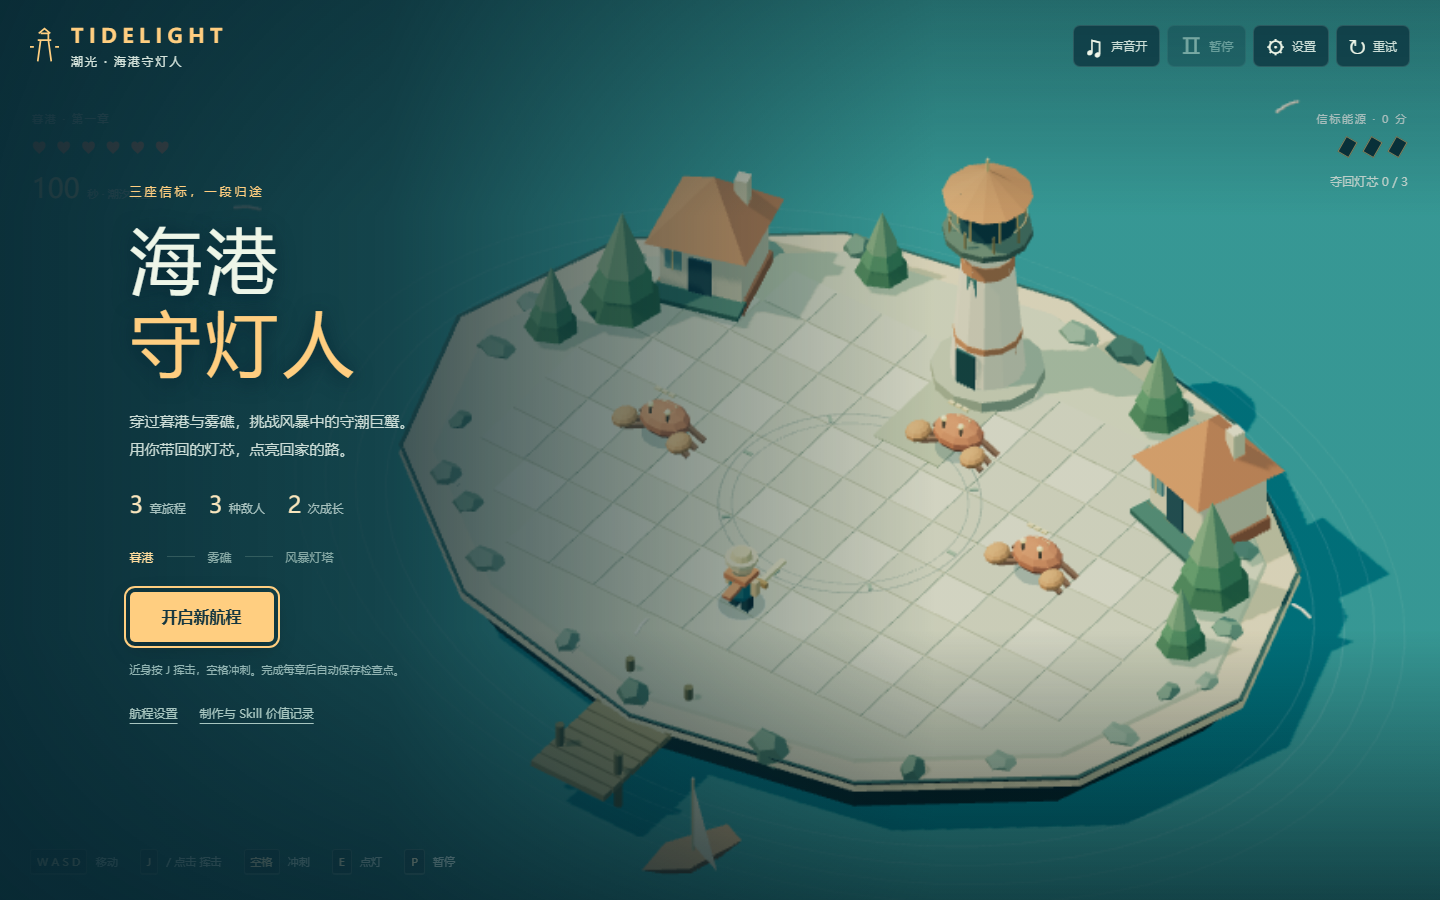 TIDELIGHT
潮光 · 海港守灯人
声音开
暂停
设置
重试
暮港 第一章
100 秒
信标能源 · 0 分
夺回灯芯 0 / 3
三座信标，一段归途
海港
守灯人
穿过暮港与雾礁，挑战风暴中的守潮巨蟹。
用你带回的灯芯，点亮回家的路。
3 章旅程 3 种敌人 2 次成长
暮港 雾礁 风暴灯塔
开启新航程
近身按 J 挥击，空格冲刺。完成每章后自动保存检查点。
航程设置 制作与 Skill 价值记录
WASD 移动 J / 点击 挥击 空格 冲刺 E 点灯 P 暂停